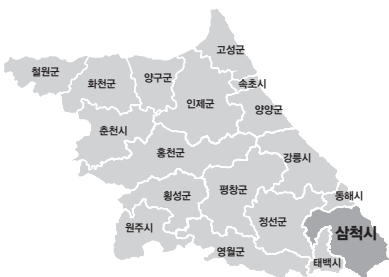 고성군
철원군
화천군
양구군
속초시
인제군
양양군
춘천시
홍천군
강릉시
횡성군
평창군
동해시
원주시
정선군
삼척시
영월군
태백시